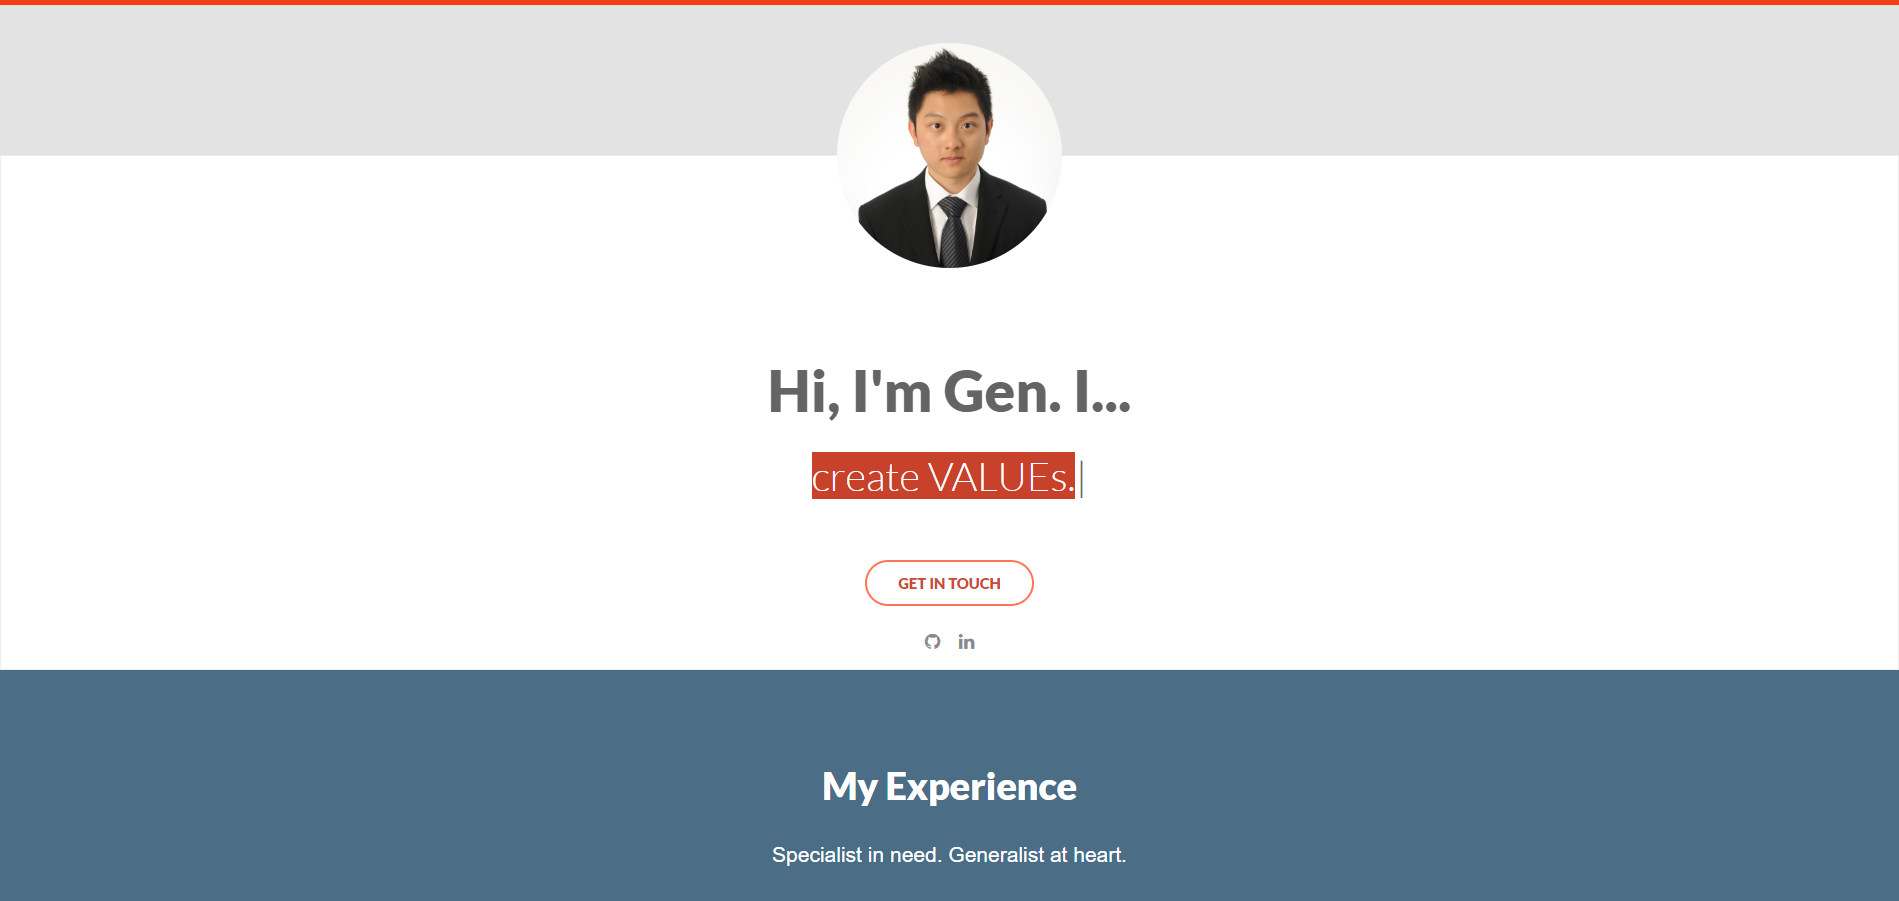 Hi, I'm Gen. I...
create VALUEs.|
GET IN TOUCH
in
My Experience
Specialist in need. Generalist at heart.